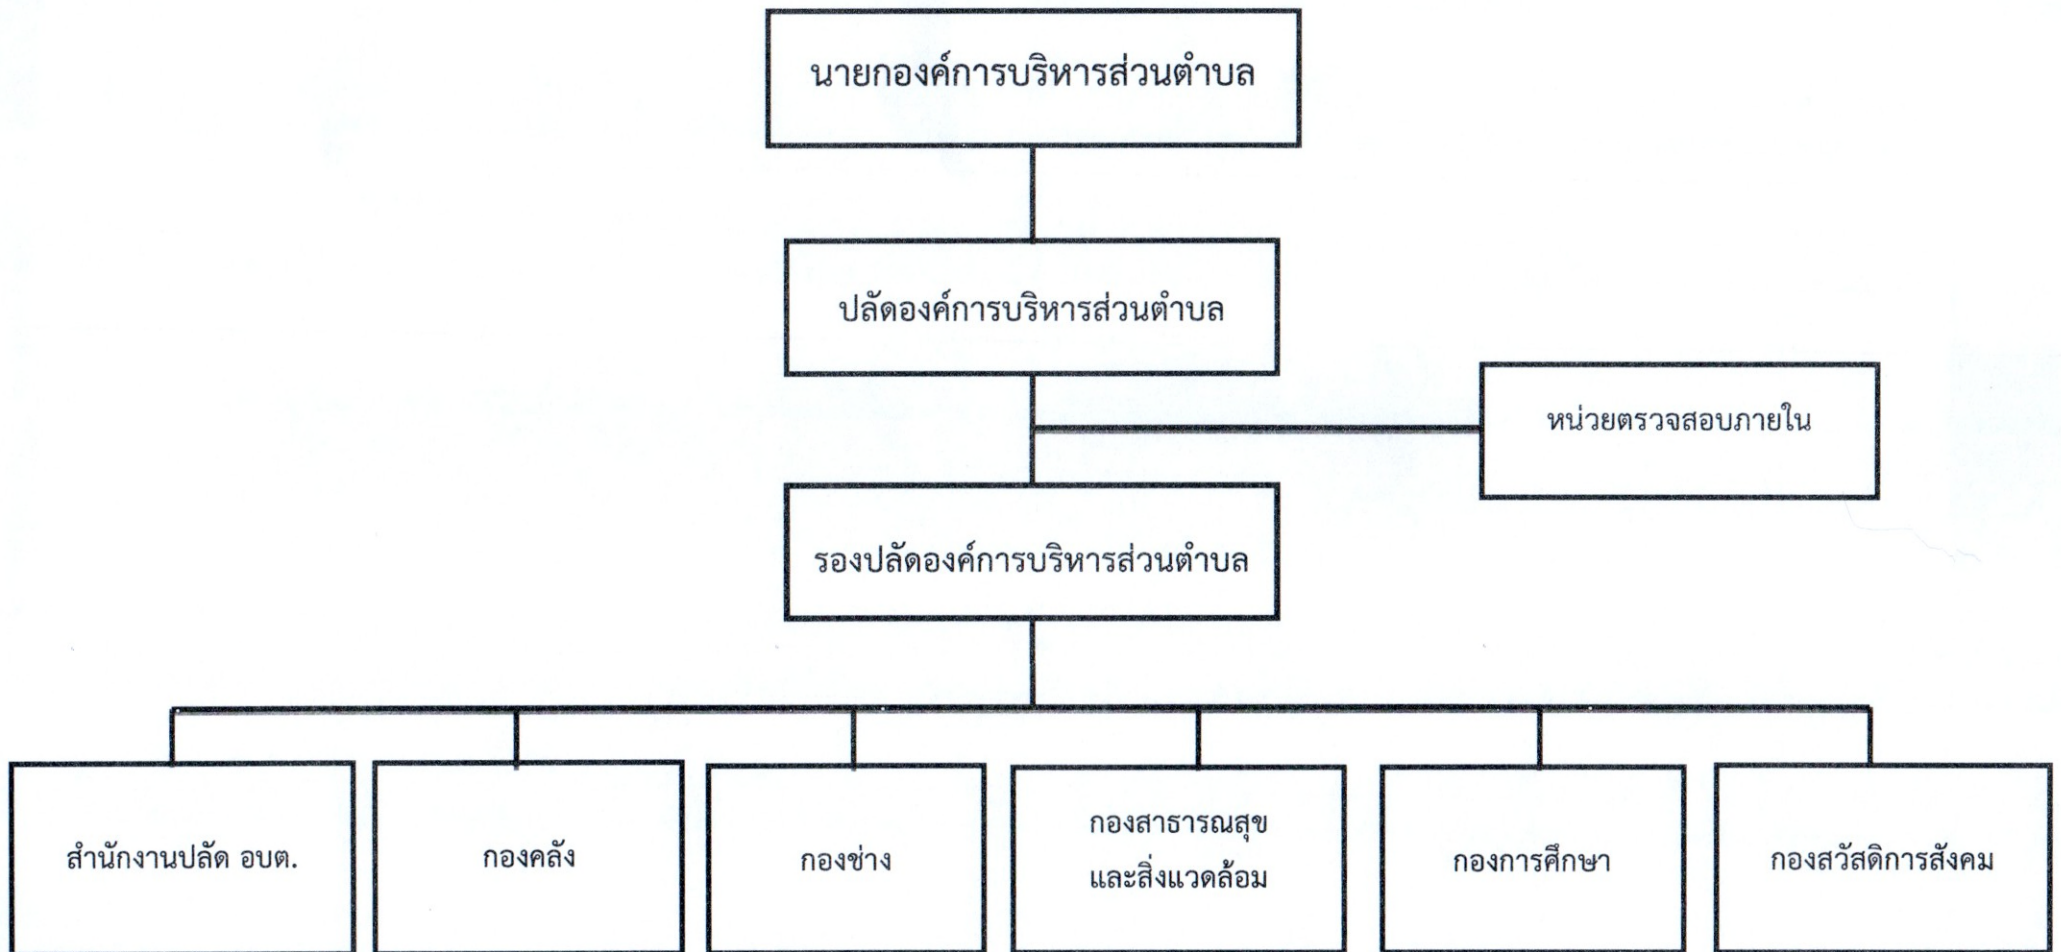 นายกองค์การบริหารส่วนตำบล
ปลัดองค์การบริหารส่วนตำบล
หน่วยตรวจสอบภายใน
รองปลัดองค์การบริหารส่วนตำบล
สำนักงานปลัด อบต.
กองคลัง
กองช่าง
กองสาธารณสุข
และสิ่งแวดล้อม
กองการศึกษา
กองสวัสดิการสังคม